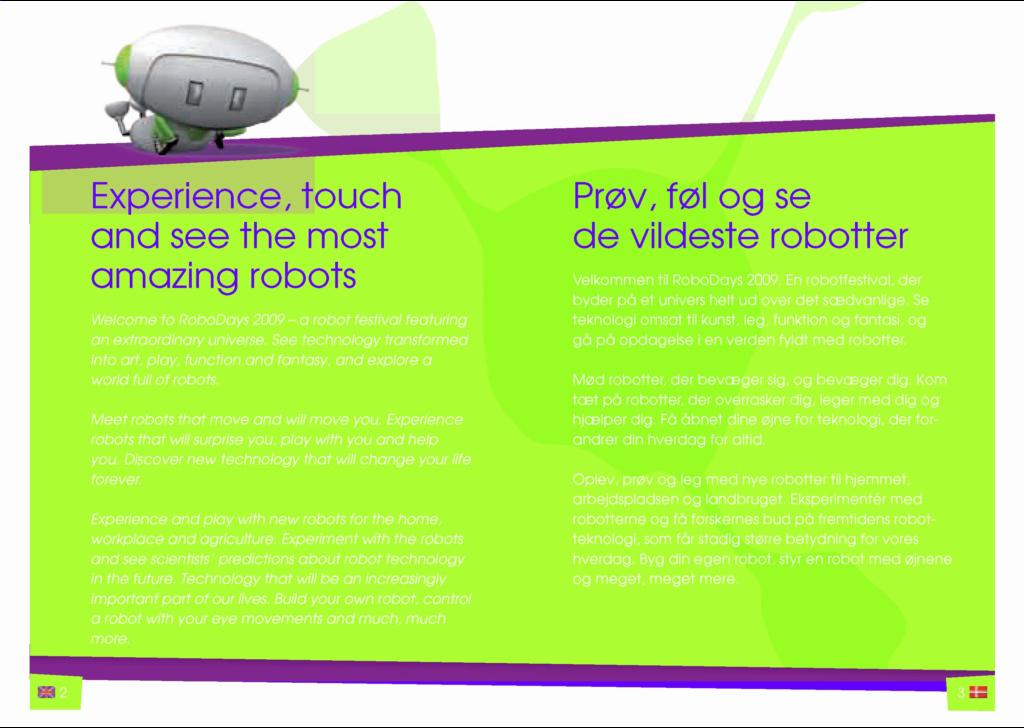 Experience, touch
and see the most
amazing robots
Welcome to RoboDays 2009 – a robot festival featuring
an extraordinary universe. See technology transformed
into art, play, function and fantasy, and explore a
world full of robots.
Meet robots that move and will move you. Experience
robots that will surprise you, play with you and help
you. Discover new technology that will change your life
forever.
Experience and play with new robots for the home,
workplace and agriculture. Experiment with the robots
and see scientists´ predictions about robot technology
in the future. Technology that will be an increasingly
important part of our lives. Build your own robot, control
a robot with your eye movements and much, much
more.
2
Prøv, føl og se
de vildeste robotter
Velkommen til RoboDays 2009. En robotfestival, der
byder på et univers helt ud over det sædvanlige. Se
teknologi omsat til kunst, leg, funktion og fantasi, og
gå på opdagelse i en verden fyldt med robotter.
Mød robotter, der bevæger sig, og bevæger dig. Kom
tæt på robotter, der overrasker dig, leger med dig og
hjælper dig. Få åbnet dine øjne for teknologi, der for-
andrer din hverdag for altid.
Oplev, prøv og leg med nye robotter til hjemmet,
arbejdspladsen og landbruget. Eksperimentér med
robotterne og få forskernes bud på fremtidens robot-
teknologi, som får stadig større betydning for vores
hverdag. Byg din egen robot, styr en robot med øjnene
og meget, meget mere.
3